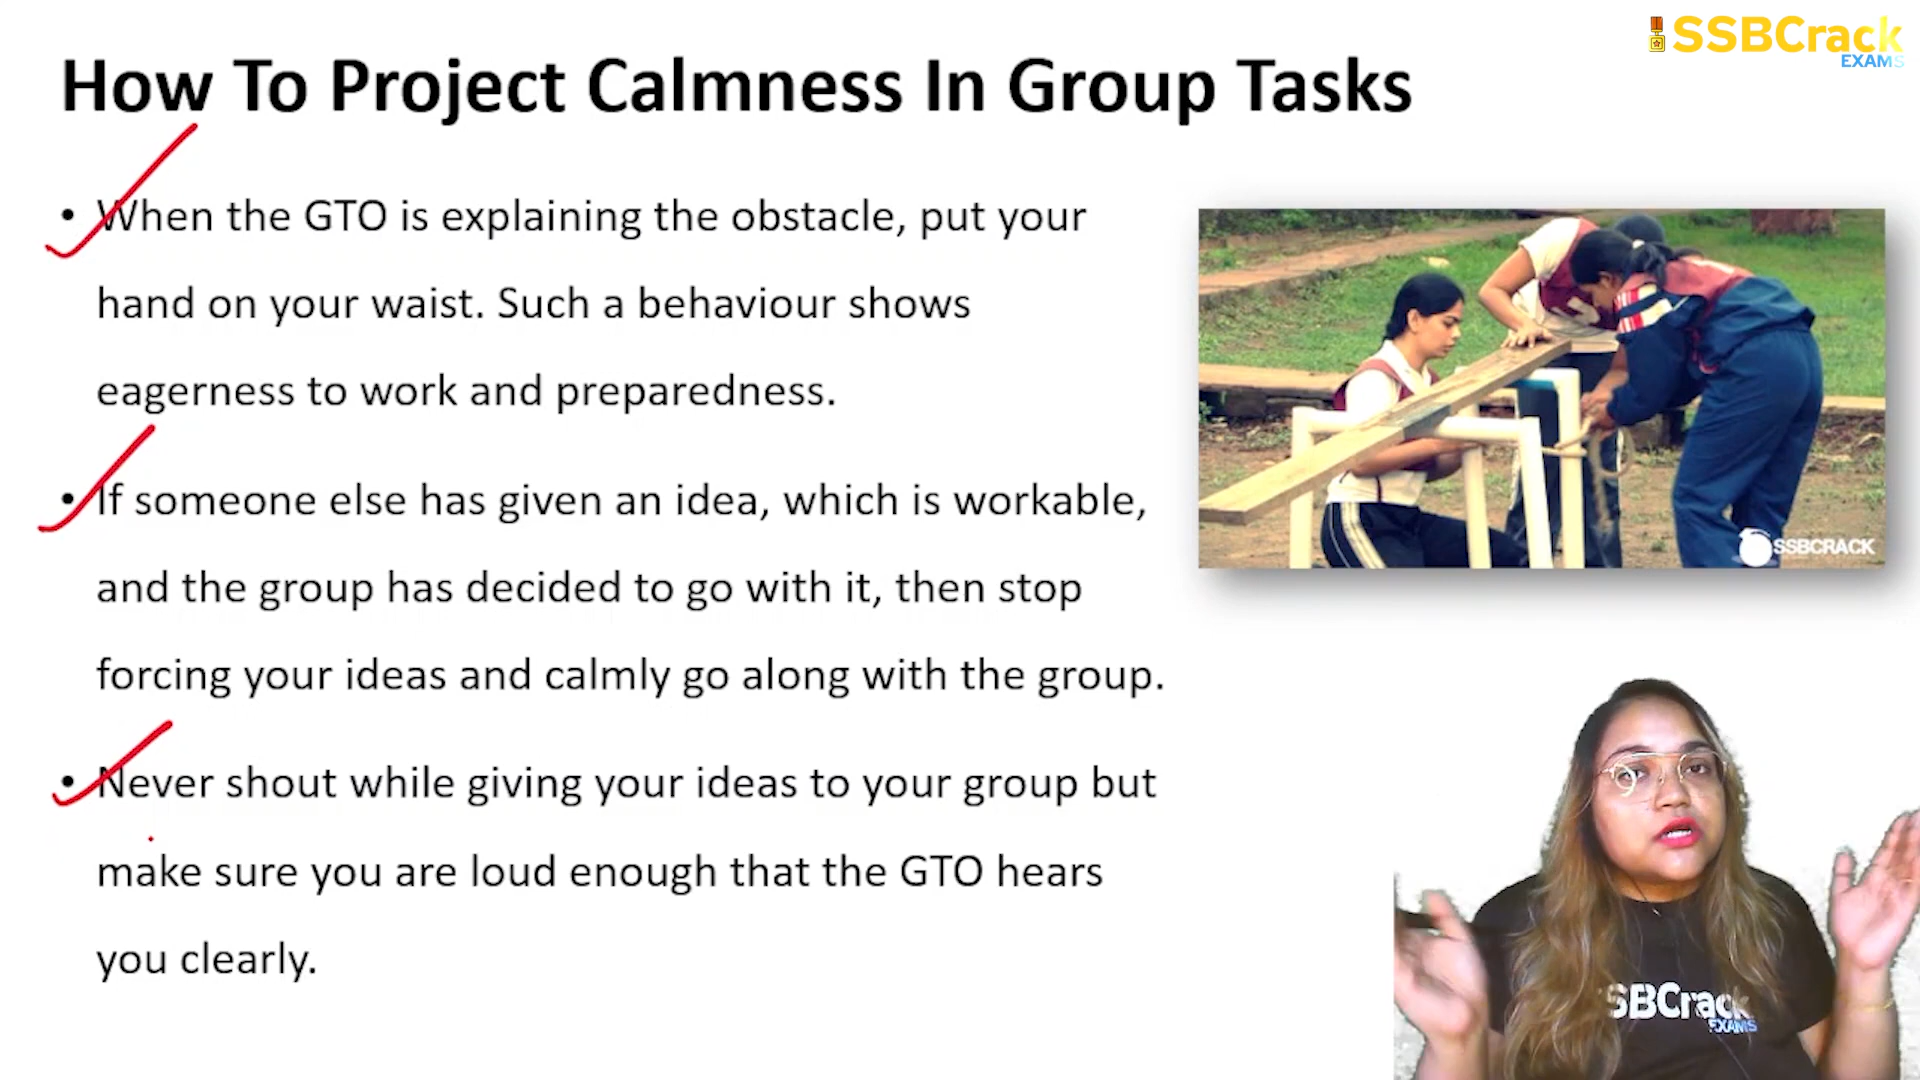 SSBCrack
EXAMS
How To Project Calmness In Group Tasks
• When the GTO is explaining the obstacle, put your
hand on your waist. Such a behaviour shows
eagerness to work and preparedness.
• If someone else has given an idea, which is workable,
and the group has decided to go with it, then stop
forcing your ideas and calmly go along with the group.
• Never shout while giving your ideas to your group but
make sure you are loud enough that the GTO hears
you clearly.
SSBCRACK
SBCrack
EXAMS